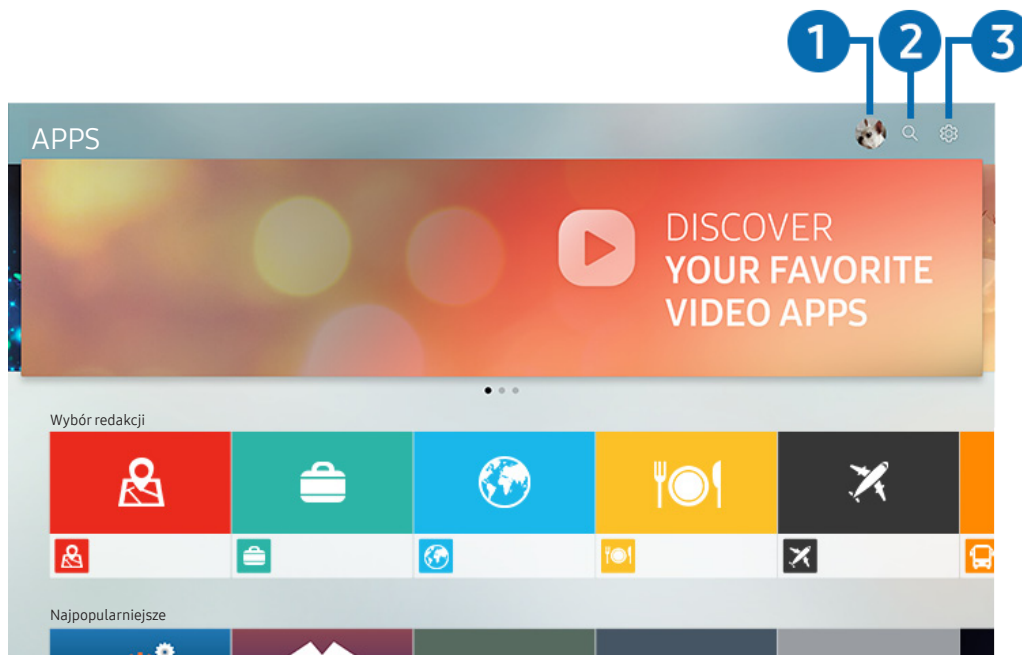 1 2 3
APPS
DISCOVER
YOUR FAVORITE
VIDEO APPS
Wybór redakcji
Najpopularniejsze